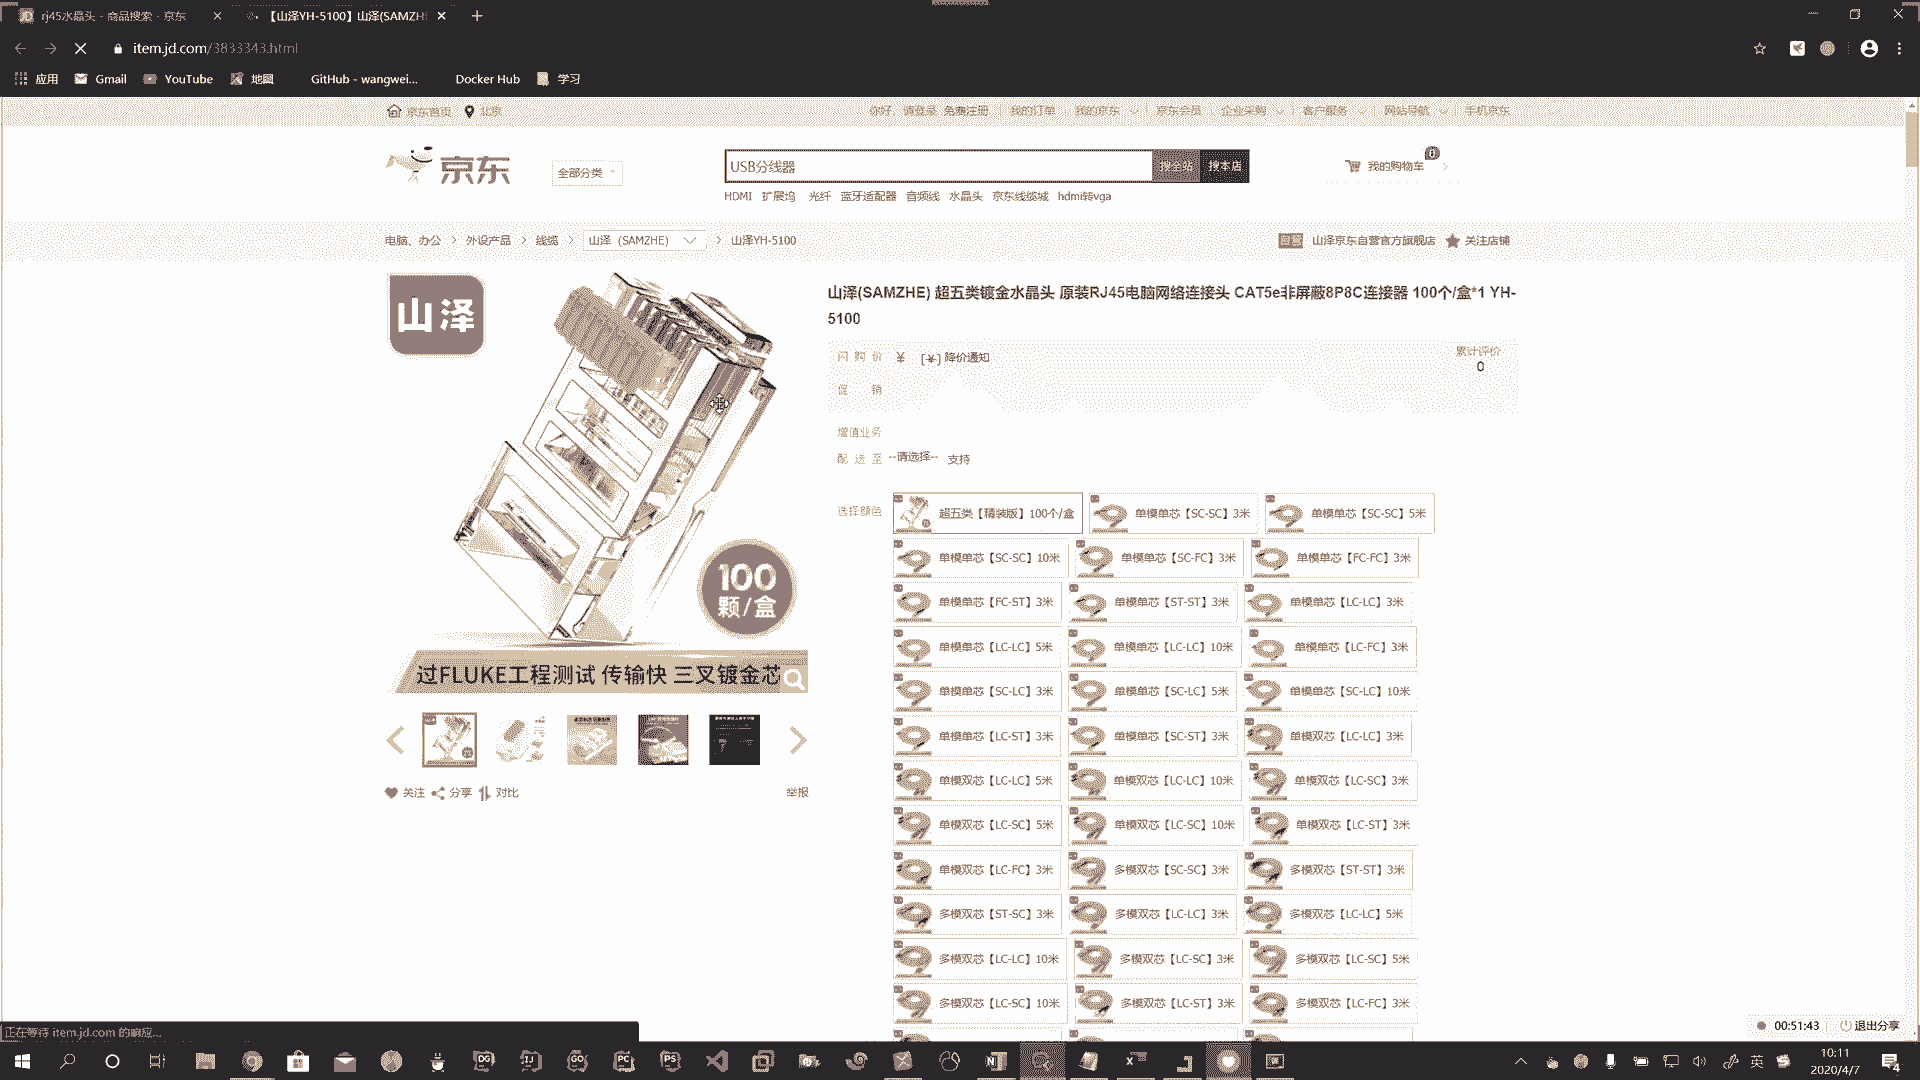 rj45水晶头 - 商品搜索 - 京东
【山泽YH-5100】山泽(SAMZH
item.jd.com/3833343.html
应用 Gmail YouTube 地图 GitHub - wangwei... Docker Hub 学习
京东首页 北京 你好，请登录 免费注册 我的订单 我的京东 京东会员 企业采购 客户服务 网站导航 手机京东
京东
全部分类
USB分线器
搜全站 搜本店
我的购物车 0
HDMI 扩展坞 光纤 蓝牙适配器 音频线 水晶头 京东线缆城 hdmi转vga
电脑、办公 > 外设产品 > 线缆 > 山泽（SAMZHE） > 山泽YH-5100
自营 山泽京东自营官方旗舰店 关注店铺
山泽
100
颗/盒
过FLUKE工程测试 传输快 三叉镀金芯
关注 分享 对比 举报
山泽(SAMZHE) 超五类镀金水晶头 原装RJ45电脑网络连接头 CAT5e非屏蔽8P8C连接器 100个/盒*1 YH-
5100
闪购价 ￥ [￥] 降价通知
累计评价
0
促销
增值业务
配送至 --请选择-- 支持
选择颜色 超五类【精装版】100个/盒 单模单芯【SC-SC】3米 单模单芯【SC-SC】5米
单模单芯【SC-SC】10米 单模单芯【SC-FC】3米 单模单芯【FC-FC】3米
单模单芯【FC-ST】3米 单模单芯【ST-ST】3米 单模单芯【LC-LC】3米
单模单芯【LC-LC】5米 单模单芯【LC-LC】10米 单模单芯【LC-FC】3米
单模单芯【SC-LC】3米 单模单芯【SC-LC】5米 单模单芯【SC-LC】10米
单模单芯【LC-ST】3米 单模单芯【SC-ST】3米 单模双芯【LC-LC】3米
单模双芯【LC-LC】5米 单模双芯【LC-LC】10米 单模双芯【LC-SC】3米
单模双芯【LC-SC】5米 单模双芯【LC-SC】10米 单模双芯【LC-ST】3米
单模双芯【LC-FC】3米 多模双芯【SC-SC】3米 多模双芯【ST-ST】3米
多模双芯【ST-SC】3米 多模双芯【LC-LC】3米 多模双芯【LC-LC】5米
多模双芯【LC-LC】10米 多模双芯【LC-SC】3米 多模双芯【LC-SC】5米
多模双芯【LC-SC】10米 多模双芯【LC-ST】3米 多模双芯【LC-FC】3米
正在等待 item.jd.com 的响应...
00:51:43 退出分享
英
10:11
2020/4/7